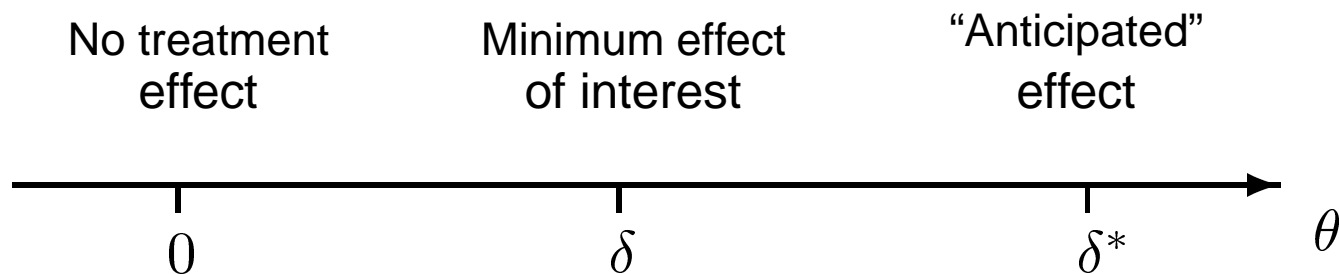 No treatment
effect
Minimum effect
of interest
“Anticipated”
effect
0
δ
δ*
θ